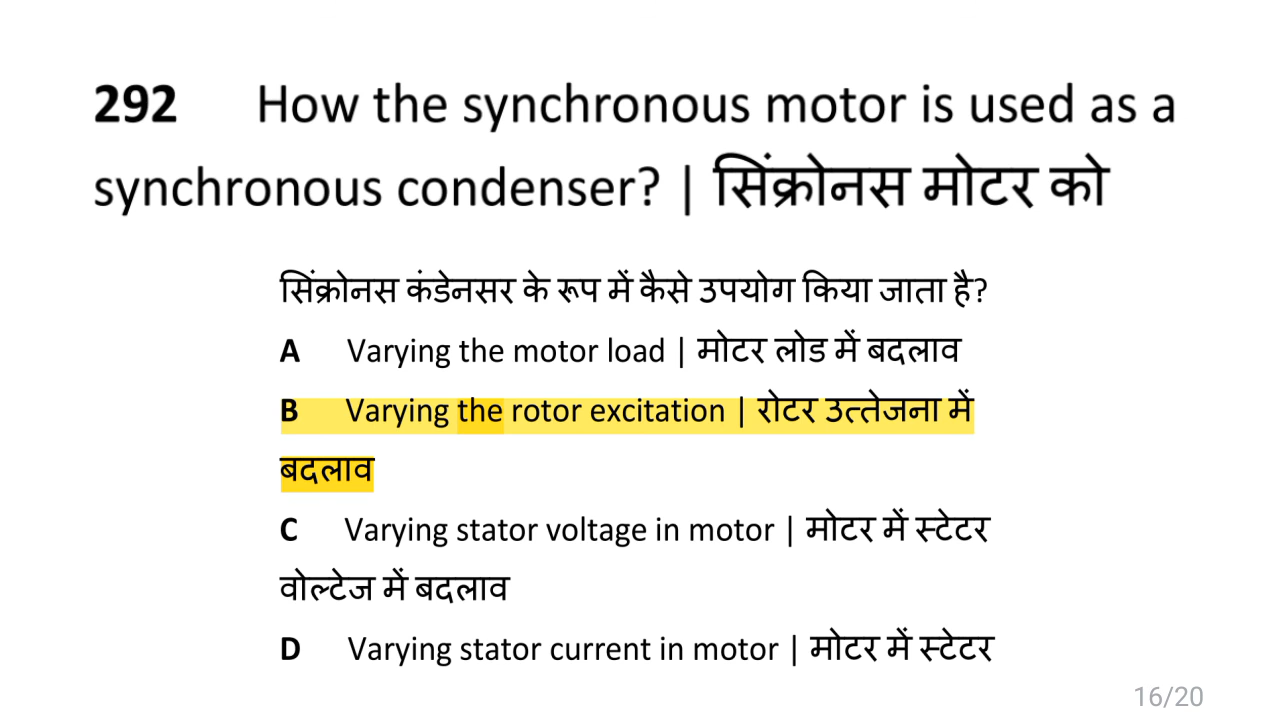 292 How the synchronous motor is used as a
synchronous condenser? | सिंक्रोनस मोटर को
सिंक्रोनस कंडेनसर के रूप में कैसे उपयोग किया जाता है?
A Varying the motor load | मोटर लोड में बदलाव
B Varying the rotor excitation | रोटर उत्तेजना में
बदलाव
C Varying stator voltage in motor | मोटर में स्टेटर
वोल्टेज में बदलाव
D Varying stator current in motor | मोटर में स्टेटर
16/20